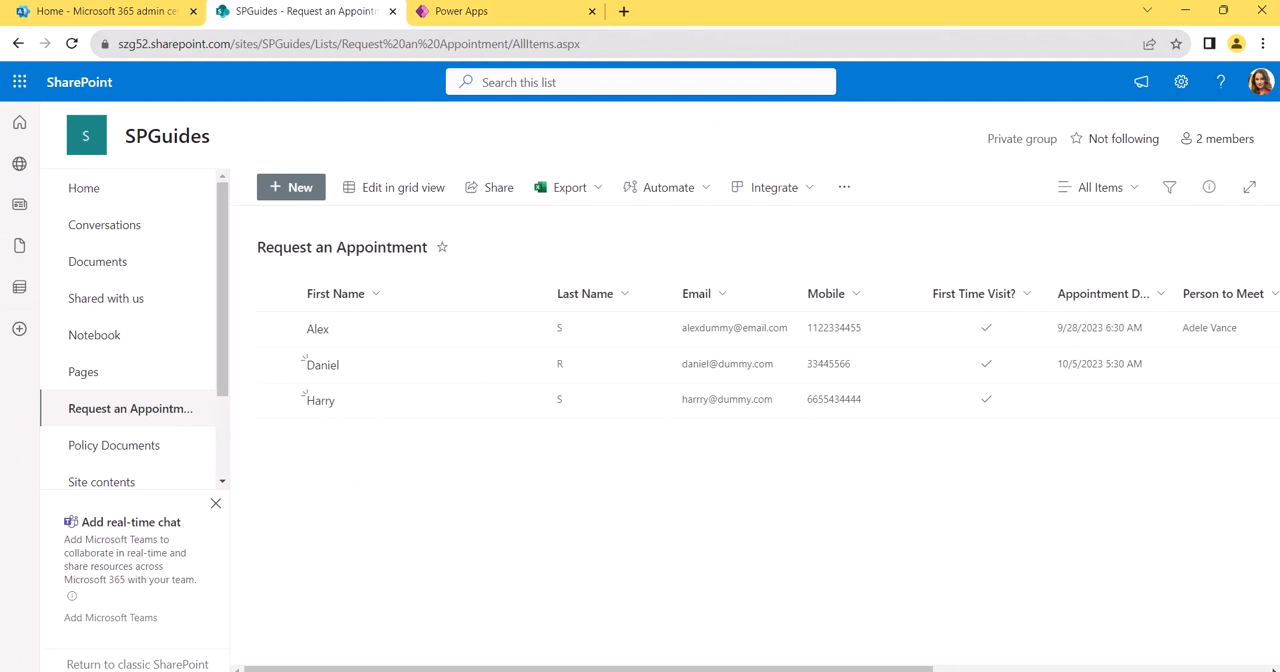 Home - Microsoft 365 admin ce
SPGuides - Request an Appointm
Power Apps
szg52.sharepoint.com/sites/SPGuides/Lists/Request%20an%20Appointment/AllItems.aspx
SharePoint
Search this list
S
SPGuides
Private group
Not following
2 members
Home
Conversations
Documents
Shared with us
Notebook
Pages
Request an Appointm...
Policy Documents
Site contents
Add real-time chat
Add Microsoft Teams to
collaborate in real-time and
share resources across
Microsoft 365 with your team.
Add Microsoft Teams
Return to classic SharePoint
+ New
Edit in grid view
Share
Export
Automate
Integrate
...
All Items
Request an Appointment
First Name Last Name Email Mobile First Time Visit? Appointment D... Person to Meet
Alex S alexdummy@email.com 1122334455 9/28/2023 6:30 AM Adele Vance
Daniel R daniel@dummy.com 33445566 10/5/2023 5:30 AM
Harry S harrry@dummy.com 6655434444